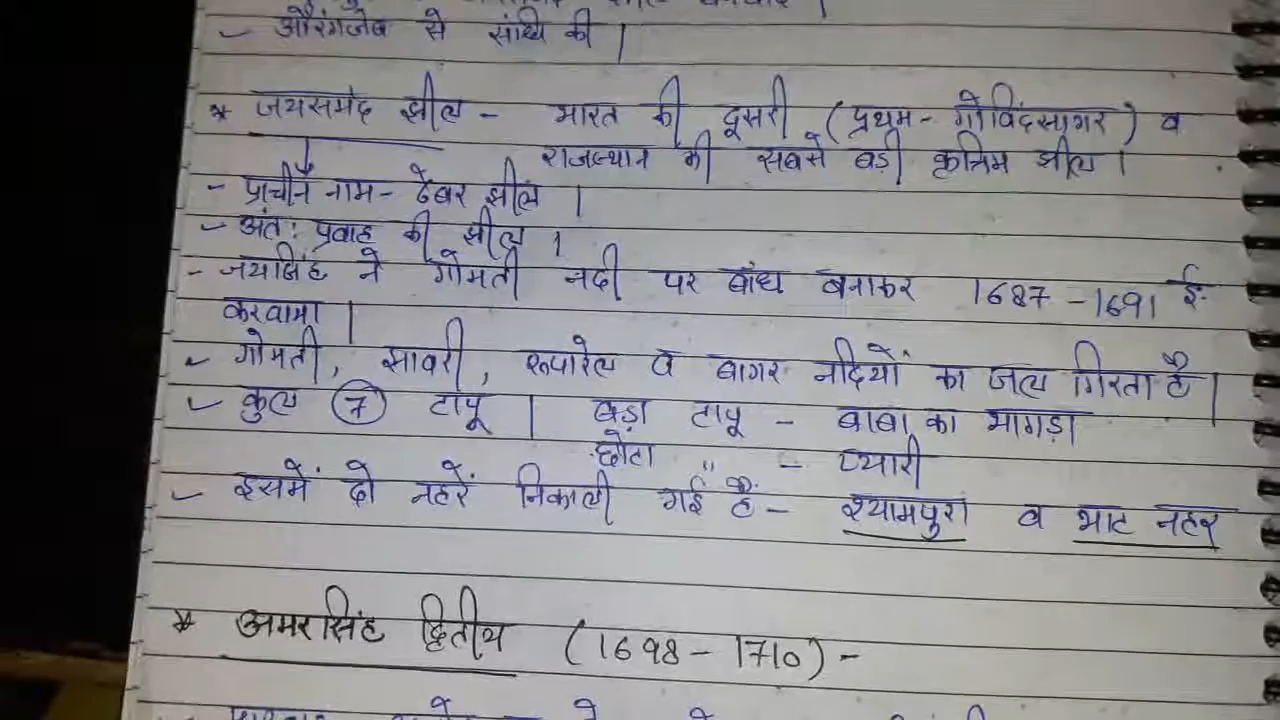 - औरंगजेब से संधि की |
* जयसमंद झील - भारत की दूसरी (प्रथम - गोविंदसागर) व
राजस्थान की सबसे बड़ी कृत्रिम झील |
- प्राचीन नाम - ढेबर झील |
- अंत: प्रवाह की झील |
- जयसिंह ने गोमती नदी पर बांध बनाकर 1687 - 1691 ई.
करवाया |
- गोमती, झावरी, रूपारेल व बागर नदियों का जल गिरता है |
- कुल 7 टापू | बड़ा टापू - बाबा का भागड़ा
छोटा " - प्यारी
- इसमें दो नहरें निकाली गई हैं - श्यामपुरा व भाट नहर
* अमरसिंह द्वितीय (1698 - 1710) -